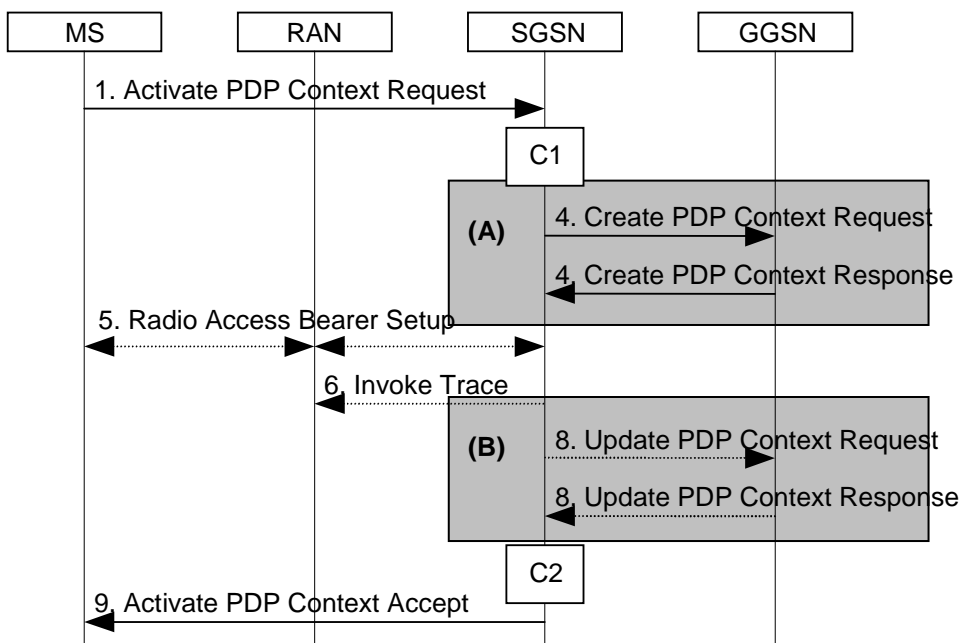 MS RAN SGSN GGSN
1. Activate PDP Context Request
C1
(A)
4. Create PDP Context Request
4. Create PDP Context Response
5. Radio Access Bearer Setup
6. Invoke Trace
(B)
8. Update PDP Context Request
8. Update PDP Context Response
C2
9. Activate PDP Context Accept